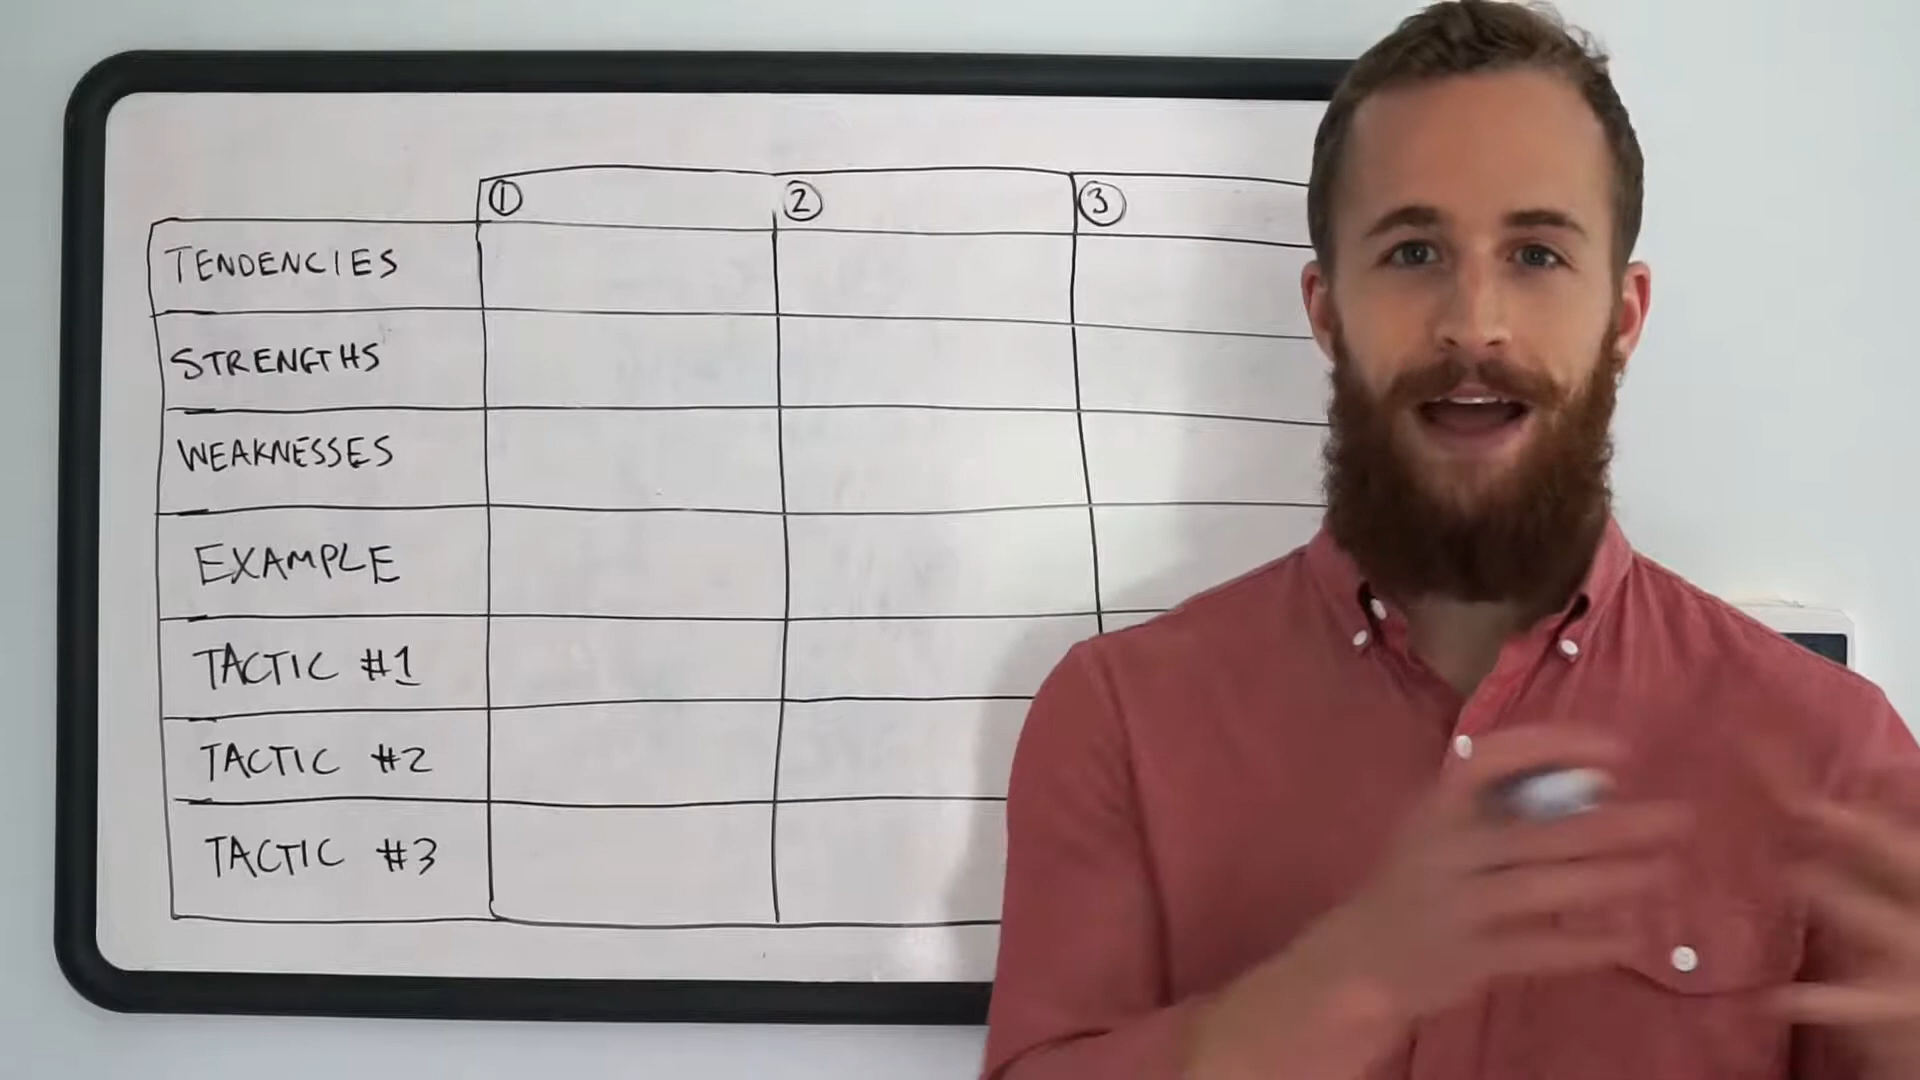 ① ② ③
TENDENCIES
STRENGTHS
WEAKNESSES
EXAMPLE
TACTIC #1
TACTIC #2
TACTIC #3